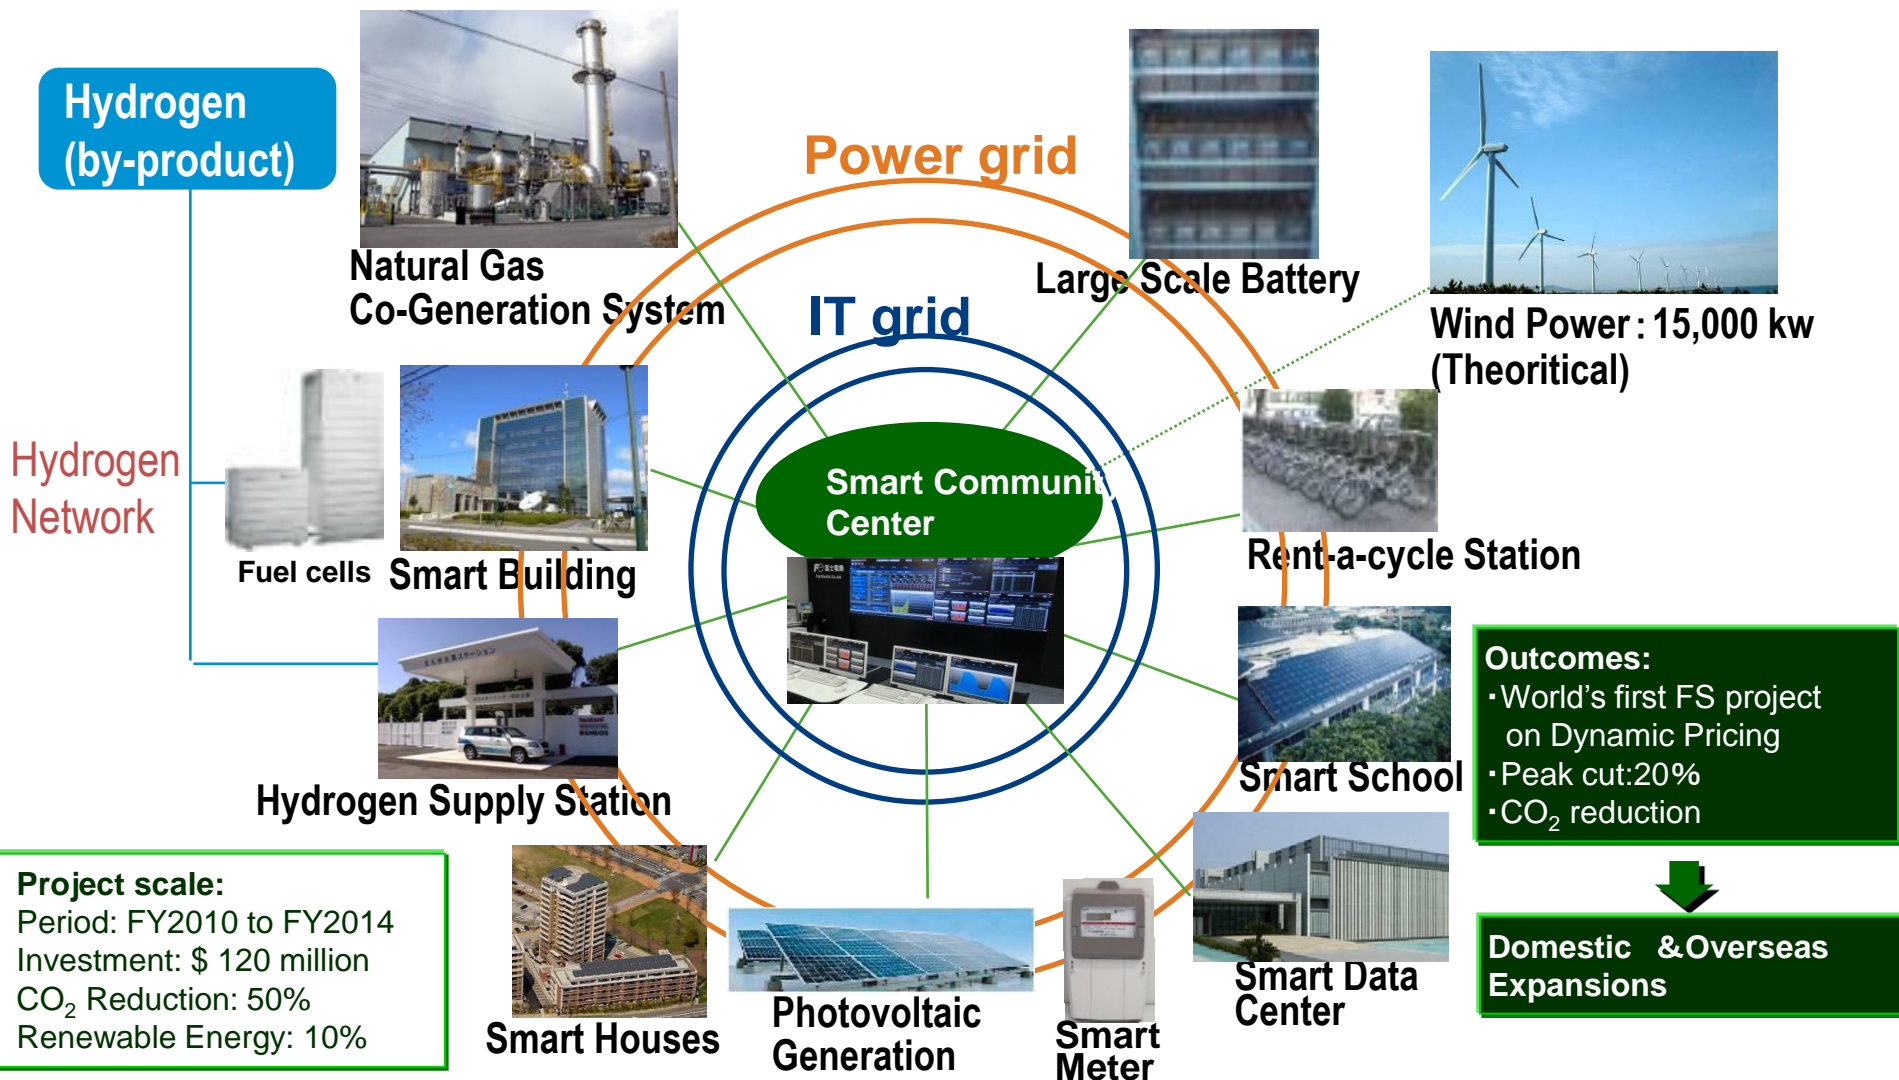 Hydrogen
(by-product)
Power grid
Natural Gas
Co-Generation System
Large Scale Battery
IT grid
Wind Power：15,000 kw
(Theoritical)
Hydrogen
Network
Smart Community
Center
Fuel cells
Smart Building
Rent-a-cycle Station
富士電機
Hydrogen Supply Station
Smart School
Outcomes:
・World's first FS project
on Dynamic Pricing
・Peak cut:20%
・CO₂ reduction
Project scale:
Period: FY2010 to FY2014
Investment: $ 120 million
CO₂ Reduction: 50%
Renewable Energy: 10%
Smart Houses
Photovoltaic
Generation
Smart
Meter
Smart Data
Center
Domestic &Overseas
Expansions